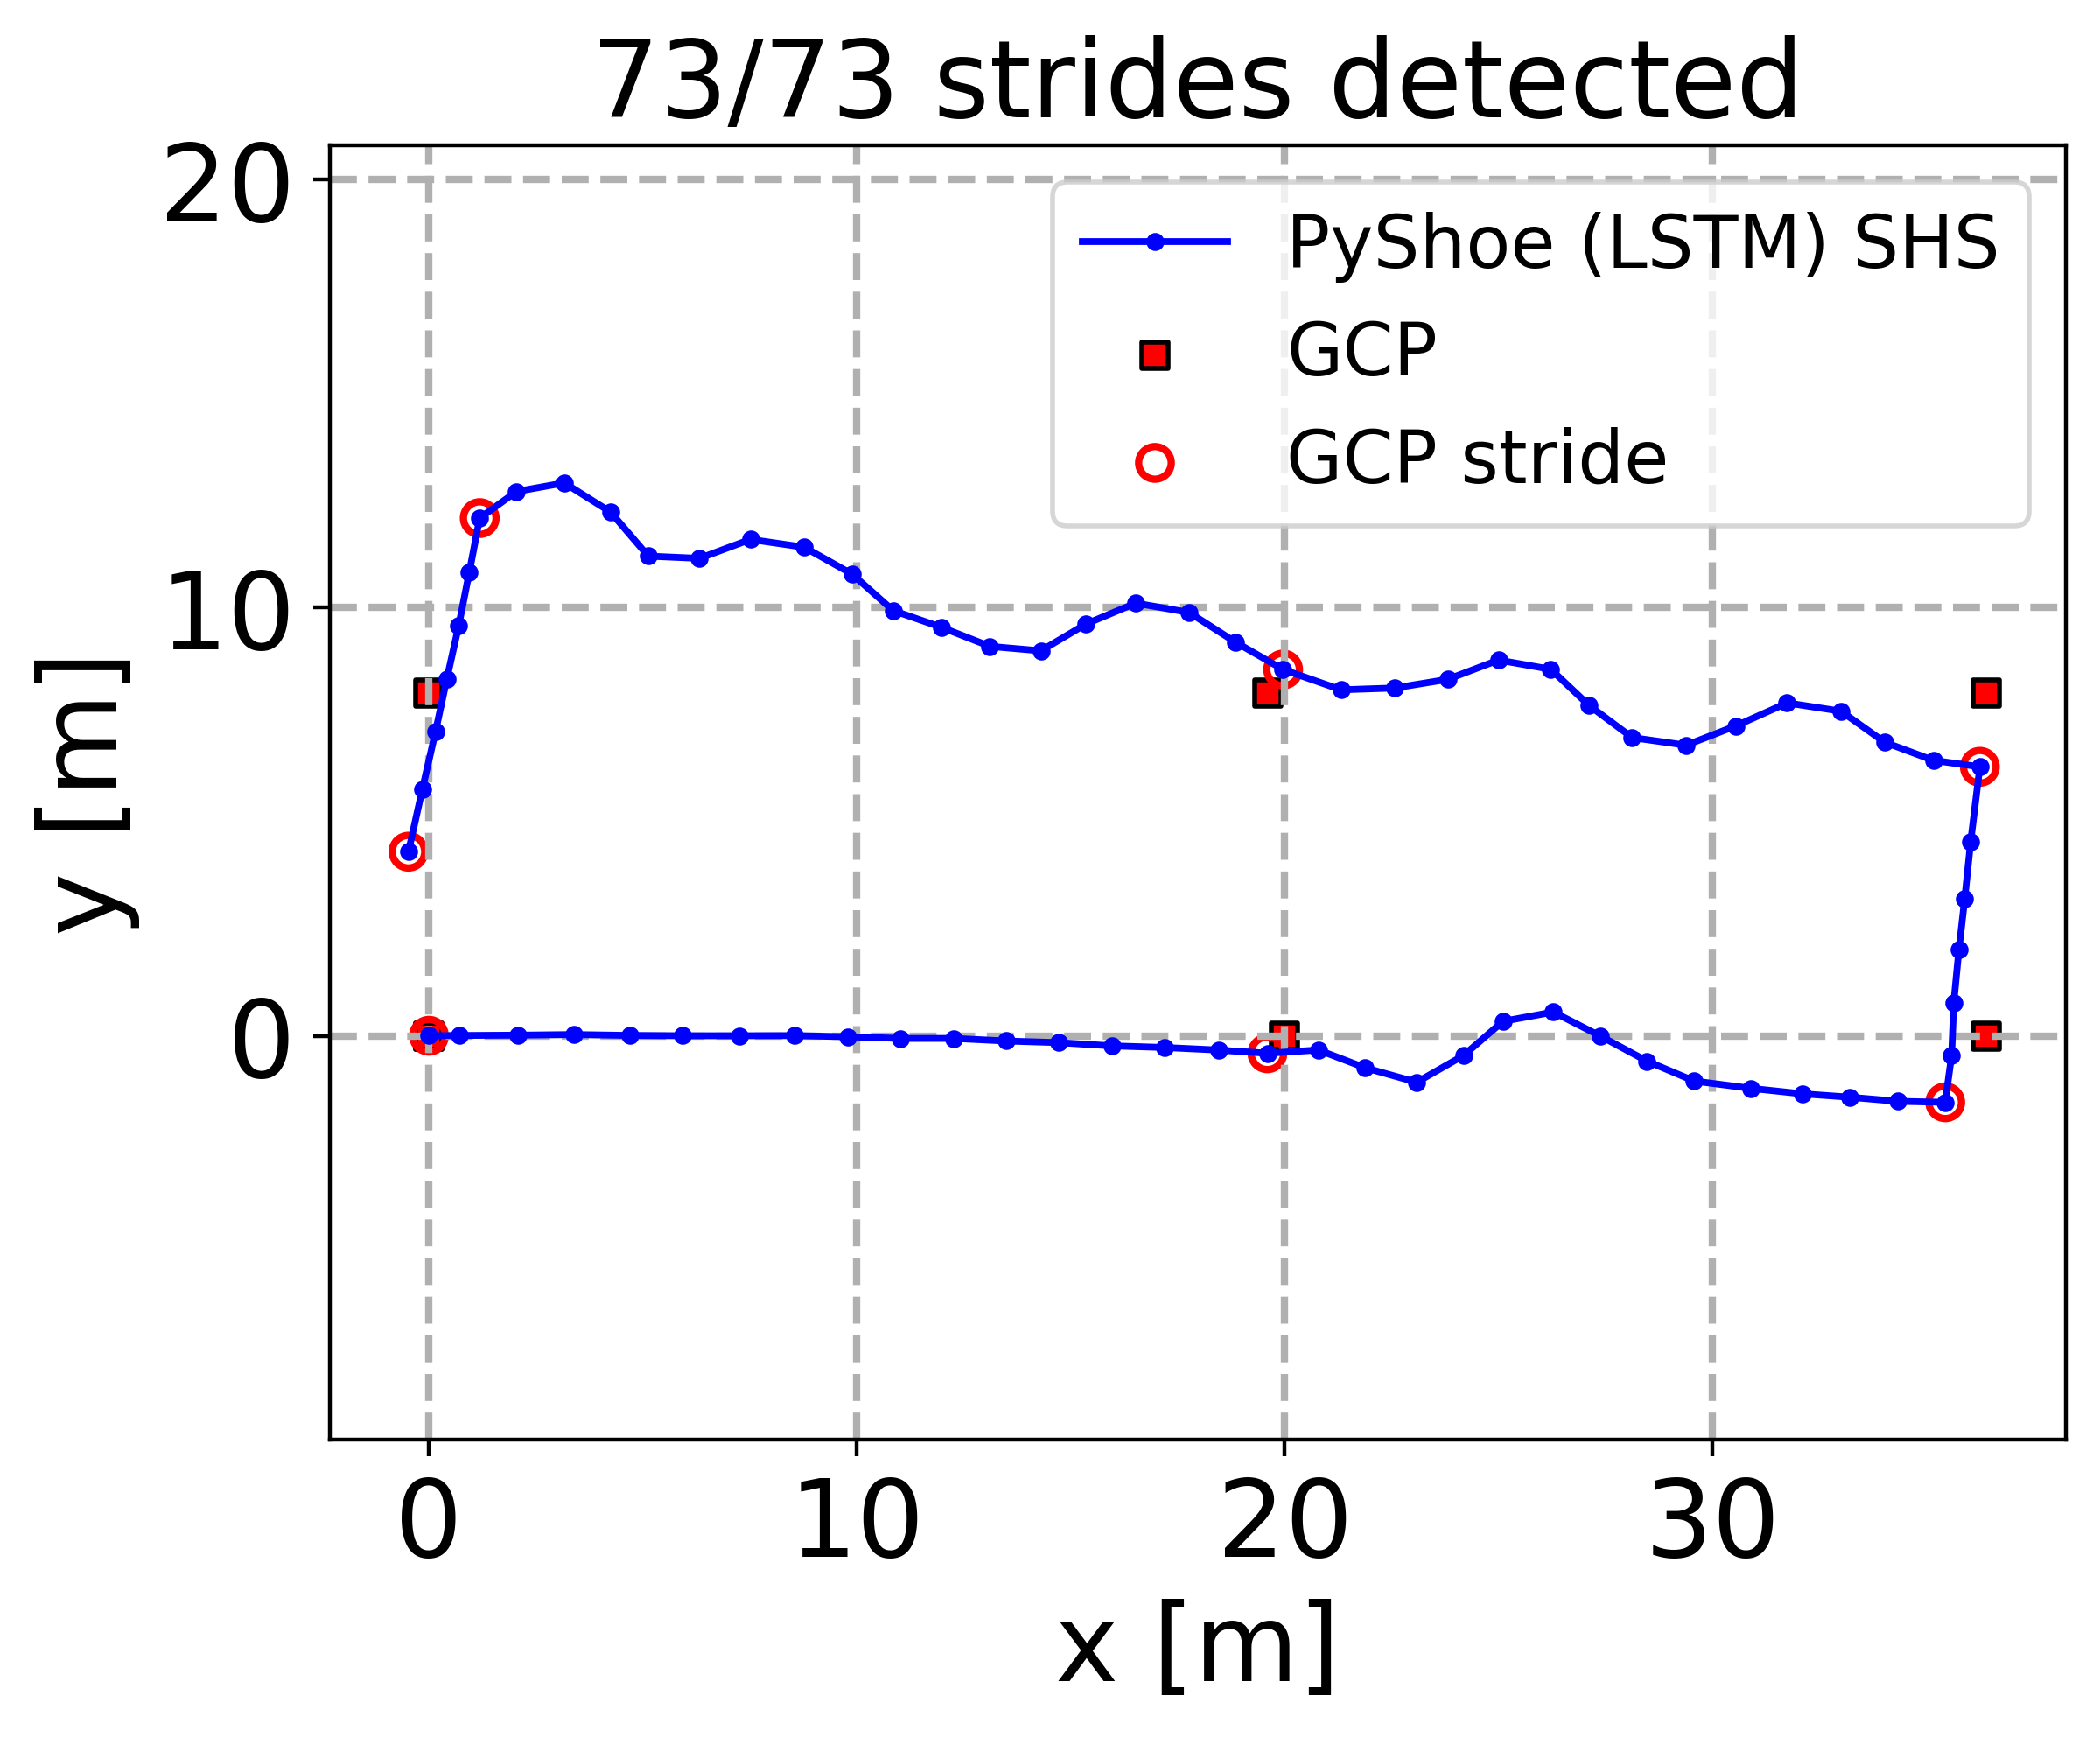 73/73 strides detected
PyShoe (LSTM) SHS
GCP
GCP stride
20
10
0
y [m]
0 10 20 30
x [m]